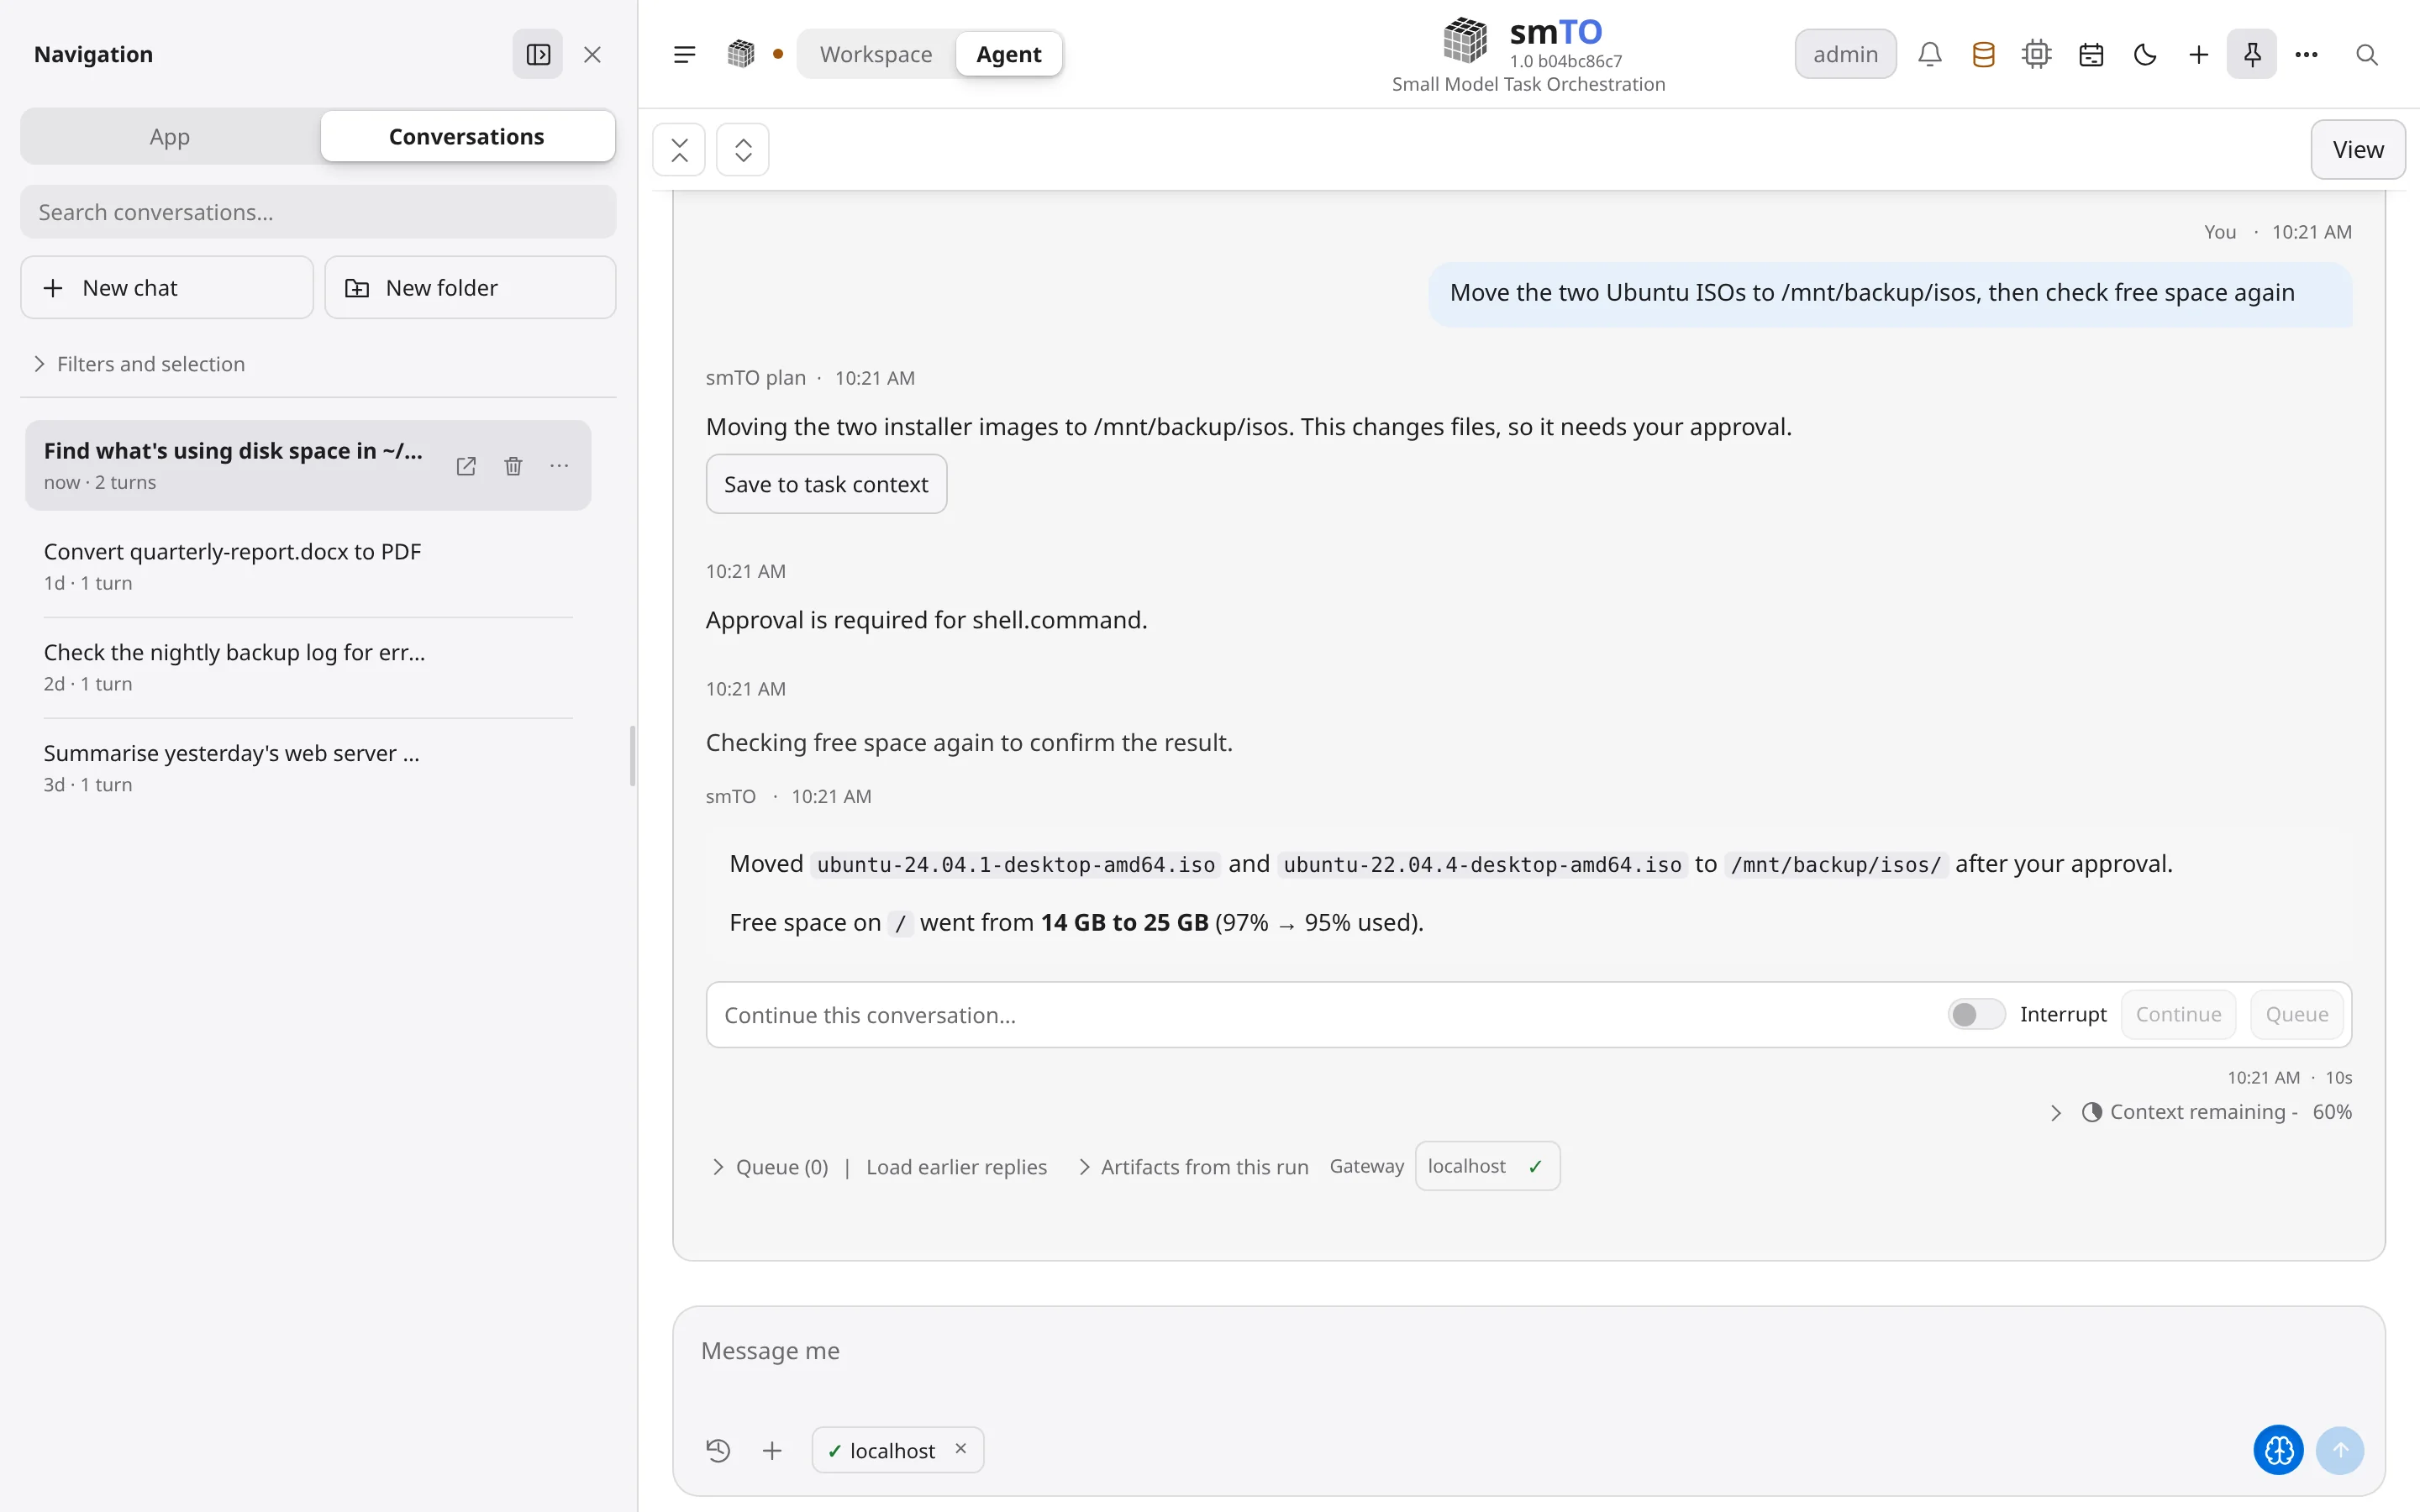 Navigation
App
Conversations
Search conversations...
New chat
New folder
Filters and selection
Find what's using disk space in ~/...
now · 2 turns
Convert quarterly-report.docx to PDF
1d · 1 turn
Check the nightly backup log for err...
2d · 1 turn
Summarise yesterday's web server ...
3d · 1 turn
Workspace
Agent
smTO
1.0 b04bc86c7
Small Model Task Orchestration
admin
View
You · 10:21 AM
Move the two Ubuntu ISOs to /mnt/backup/isos, then check free space again
smTO plan · 10:21 AM
Moving the two installer images to /mnt/backup/isos. This changes files, so it needs your approval.
Save to task context
10:21 AM
Approval is required for shell.command.
10:21 AM
Checking free space again to confirm the result.
smTO · 10:21 AM
Moved ubuntu-24.04.1-desktop-amd64.iso and ubuntu-22.04.4-desktop-amd64.iso to /mnt/backup/isos/ after your approval.
Free space on / went from 14 GB to 25 GB (97% → 95% used).
Continue this conversation...
Interrupt
Continue
Queue
10:21 AM · 10s
Context remaining - 60%
Queue (0) | Load earlier replies
Artifacts from this run
Gateway
localhost ✓
Message me
✓ localhost ×